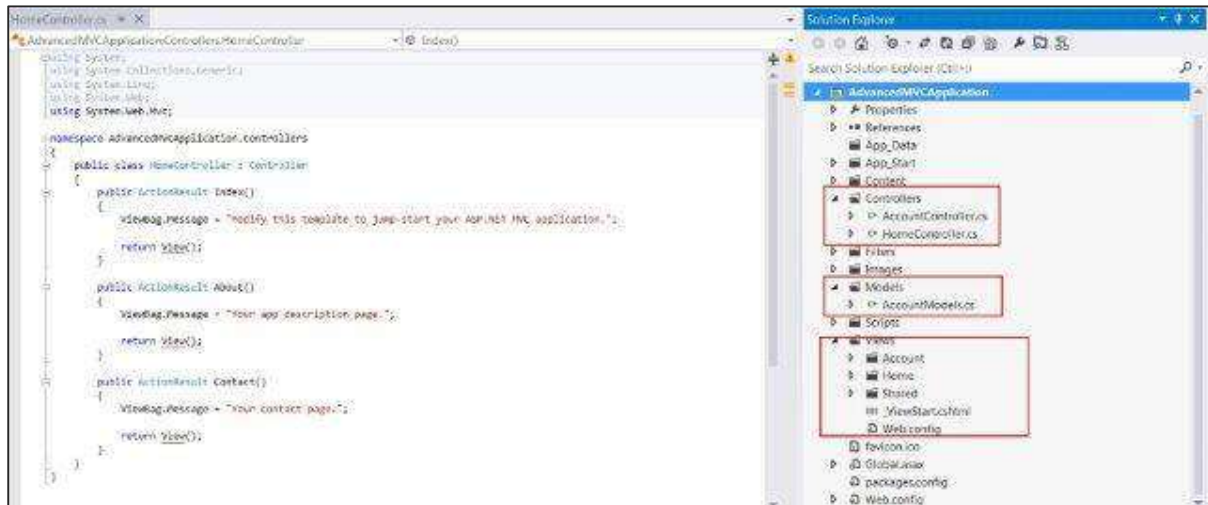 HomeController.cs
AdvancedMVCApplication.Controllers.HomeController
Index()
using System;
using System.Collections.Generic;
using System.Linq;
using System.Web;
using System.Web.Mvc;
namespace AdvancedMVCApplication.Controllers
{
public class HomeController : Controller
{
public ActionResult Index()
{
ViewBag.Message = "Modify this template to jump-start your ASP.NET MVC application.";
return View();
}
public ActionResult About()
{
ViewBag.Message = "Your app description page.";
return View();
}
public ActionResult Contact()
{
ViewBag.Message = "Your contact page.";
return View();
}
}
}
Solution Explorer
Search Solution Explorer (Ctrl+;)
AdvancedMVCApplication
Properties
References
App_Data
App_Start
Content
Controllers
AccountController.cs
HomeController.cs
Filters
Images
Models
AccountModels.cs
Scripts
Views
Account
Home
Shared
_ViewStart.cshtml
Web.config
favicon.ico
Global.asax
packages.config
Web.config